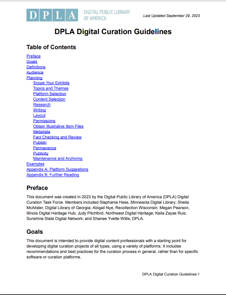 DPLA
DIGITAL PUBLIC LIBRARY
OF AMERICA
Last Updated September 29, 2023
DPLA Digital Curation Guidelines
Table of Contents
Preface
Goals
Definitions
Audience
Planning
Scope Your Exhibits
Topics and Themes
Platform Selection
Content Selection
Research
Writing
Layout
Permissions
Obtain Illustrative Item Files
Metadata
Fact Checking and Review
Publish
Permanence
Publicity
Maintenance and Archiving
Examples
Appendix A. Platform Suggestions
Appendix B. Further Reading
Preface
This document was created in 2023 by the Digital Public Library of America (DPLA) Digital
Curation Task Force. Members included Stephanie Hess, Minnesota Digital Library; Sheila
McAlister, Digital Library of Georgia; Abigail Nye, Recollection Wisconsin; Megan Pearson,
Illinois Digital Heritage Hub; Judy Pitchford, Northwest Digital Heritage; Keila Zayas Ruiz,
Sunshine State Digital Network; and Shaneé Yvette Willis, DPLA.
Goals
This document is intended to provide digital content professionals with a starting point for
developing digital curation projects of all types, using a variety of platforms. It includes
recommendations and best practices for the curation process in general, rather than for specific
software or curation platforms.
DPLA Digital Curation Guidelines 1